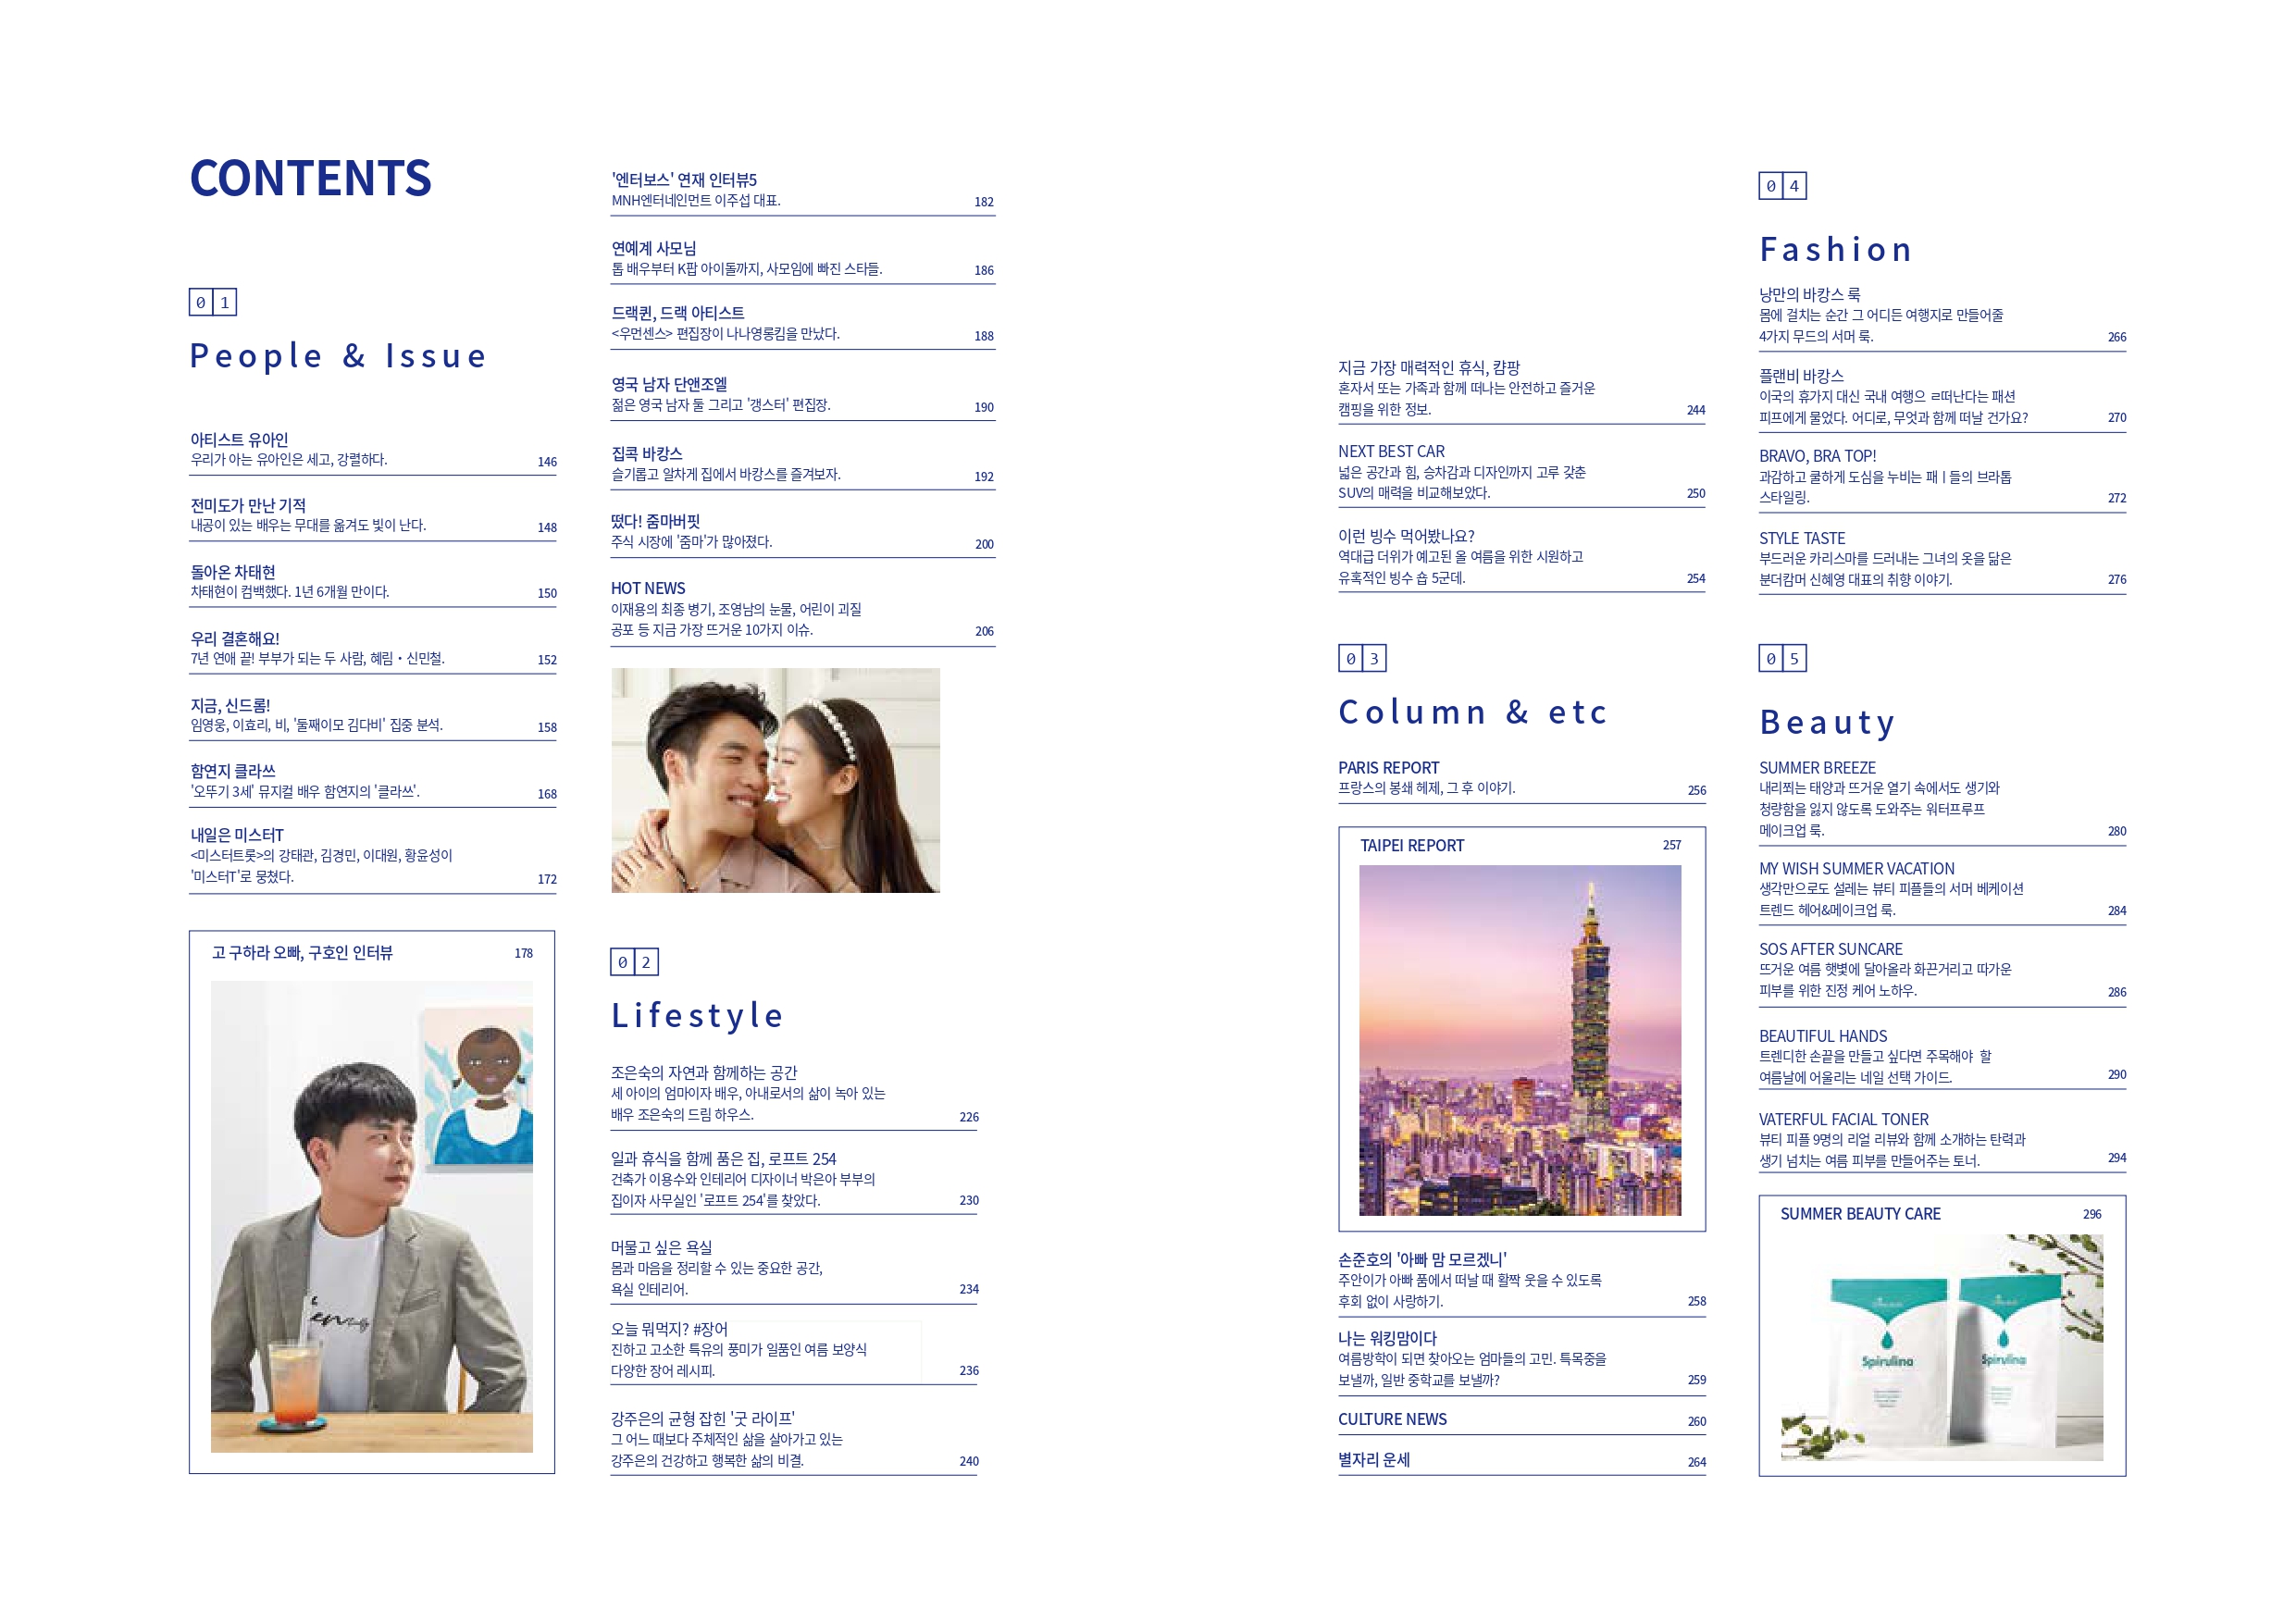 CONTENTS
01
People & Issue
아티스트 유아인
우리가 아는 유아인은 세고, 강렬하다. 146
전미도가 만난 기적
내공이 있는 배우는 무대를 옮겨도 빛이 난다. 148
돌아온 차태현
차태현이 컴백했다. 1년 6개월 만이다. 150
우리 결혼해요!
7년 연애 끝! 부부가 되는 두 사람, 혜림・신민철. 152
지금, 신드롬!
임영웅, 이효리, 비, '둘째이모 김다비' 집중 분석. 158
함연지 클라쓰
'오뚜기 3세' 뮤지컬 배우 함연지의 '클라쓰'. 168
내일은 미스터T
<미스터트롯>의 강태관, 김경민, 이대원, 황윤성이
'미스터T'로 뭉쳤다. 172
고 구하라 오빠, 구호인 인터뷰 178
'엔터보스' 연재 인터뷰5
MNH엔터네인먼트 이주섭 대표. 182
연예계 사모님
톱 배우부터 K팝 아이돌까지, 사모임에 빠진 스타들. 186
드랙퀸, 드랙 아티스트
<우먼센스> 편집장이 나나영롱킴을 만났다. 188
영국 남자 단앤조엘
젊은 영국 남자 둘 그리고 '갱스터' 편집장. 190
집콕 바캉스
슬기롭고 알차게 집에서 바캉스를 즐겨보자. 192
떴다! 줌마버핏
주식 시장에 '줌마'가 많아졌다. 200
HOT NEWS
이재용의 최종 병기, 조영남의 눈물, 어린이 괴질
공포 등 지금 가장 뜨거운 10가지 이슈. 206
02
Lifestyle
조은숙의 자연과 함께하는 공간
세 아이의 엄마이자 배우, 아내로서의 삶이 녹아 있는
배우 조은숙의 드림 하우스. 226
일과 휴식을 함께 품은 집, 로프트 254
건축가 이용수와 인테리어 디자이너 박은아 부부의
집이자 사무실인 '로프트 254'를 찾았다. 230
머물고 싶은 욕실
몸과 마음을 정리할 수 있는 중요한 공간,
욕실 인테리어. 234
오늘 뭐먹지? #장어
진하고 고소한 특유의 풍미가 일품인 여름 보양식
다양한 장어 레시피. 236
강주은의 균형 잡힌 '굿 라이프'
그 어느 때보다 주체적인 삶을 살아가고 있는
강주은의 건강하고 행복한 삶의 비결. 240
지금 가장 매력적인 휴식, 캼팡
혼자서 또는 가족과 함께 떠나는 안전하고 즐거운
캠핑을 위한 정보. 244
NEXT BEST CAR
넓은 공간과 힘, 승차감과 디자인까지 고루 갖춘
SUV의 매력을 비교해보았다. 250
이런 빙수 먹어봤나요?
역대급 더위가 예고된 올 여름을 위한 시원하고
유혹적인 빙수 숍 5군데. 254
03
Column & etc
PARIS REPORT
프랑스의 봉쇄 헤제, 그 후 이야기. 256
TAIPEI REPORT 257
손준호의 '아빠 맘 모르겠니'
주안이가 아빠 품에서 떠날 때 활짝 웃을 수 있도록
후회 없이 사랑하기. 258
나는 워킹맘이다
여름방학이 되면 찾아오는 엄마들의 고민. 특목중을
보낼까, 일반 중학교를 보낼까? 259
CULTURE NEWS 260
별자리 운세 264
04
Fashion
낭만의 바캉스 룩
몸에 걸치는 순간 그 어디든 여행지로 만들어줄
4가지 무드의 서머 룩. 266
플랜비 바캉스
이국의 휴가지 대신 국내 여행으 ㄹ떠난다는 패션
피프에게 물었다. 어디로, 무엇과 함께 떠날 건가요? 270
BRAVO, BRA TOP!
과감하고 쿨하게 도심을 누비는 패ㅣ들의 브라톱
스타일링. 272
STYLE TASTE
부드러운 카리스마를 드러내는 그녀의 옷을 닮은
분더캄머 신혜영 대표의 취향 이야기. 276
05
Beauty
SUMMER BREEZE
내리쬐는 태양과 뜨거운 열기 속에서도 생기와
청량함을 잃지 않도록 도와주는 워터프루프
메이크업 룩. 280
MY WISH SUMMER VACATION
생각만으로도 설레는 뷰티 피플들의 서머 베케이션
트렌드 헤어&메이크업 룩. 284
SOS AFTER SUNCARE
뜨거운 여름 햇볓에 달아올라 화끈거리고 따가운
피부를 위한 진정 케어 노하우. 286
BEAUTIFUL HANDS
트렌디한 손끝을 만들고 싶다면 주목해야 할
여름날에 어울리는 네일 선택 가이드. 290
VATERFUL FACIAL TONER
뷰티 피플 9명의 리얼 리뷰와 함께 소개하는 탄력과
생기 넘치는 여름 피부를 만들어주는 토너. 294
SUMMER BEAUTY CARE 296
Spirulina
Spirulina